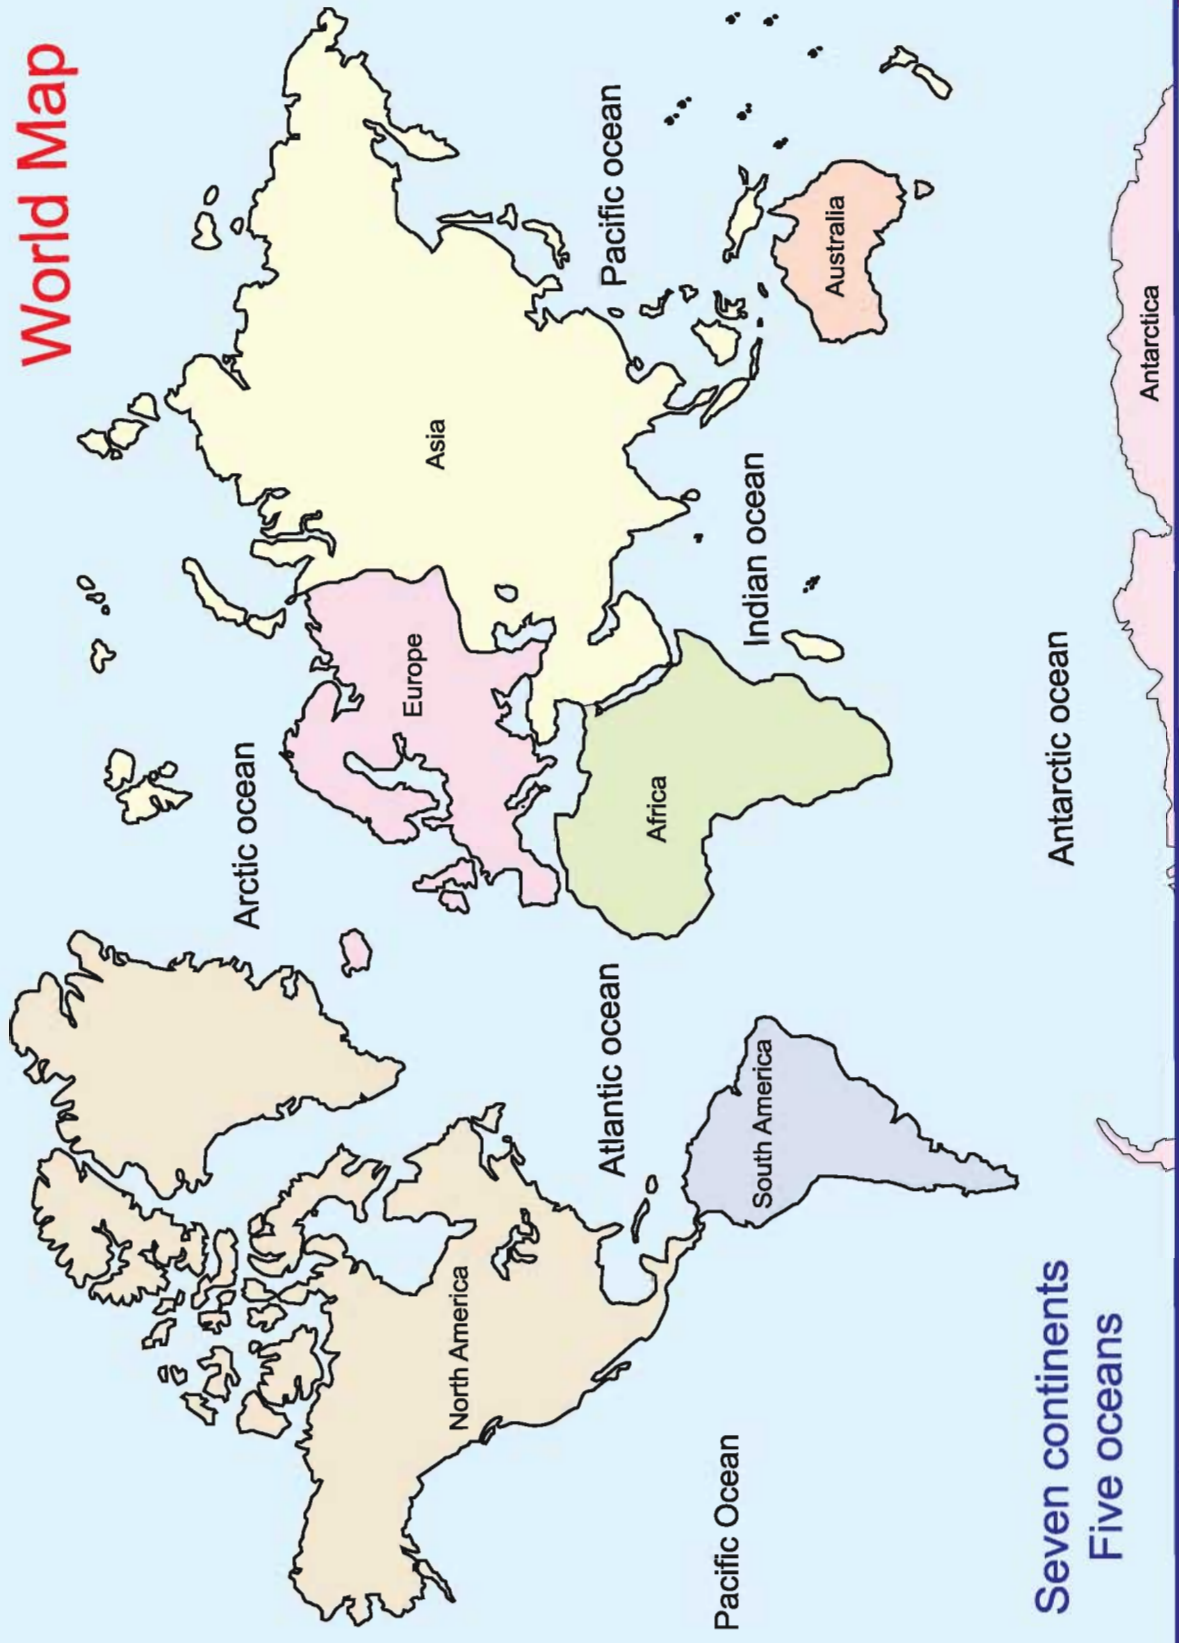 World Map
Arctic ocean
Europe
Asia
North America
Atlantic ocean
Africa
Pacific ocean
Pacific Ocean
South America
Indian ocean
Australia
Antarctic ocean
Antarctica
Seven continents
Five oceans